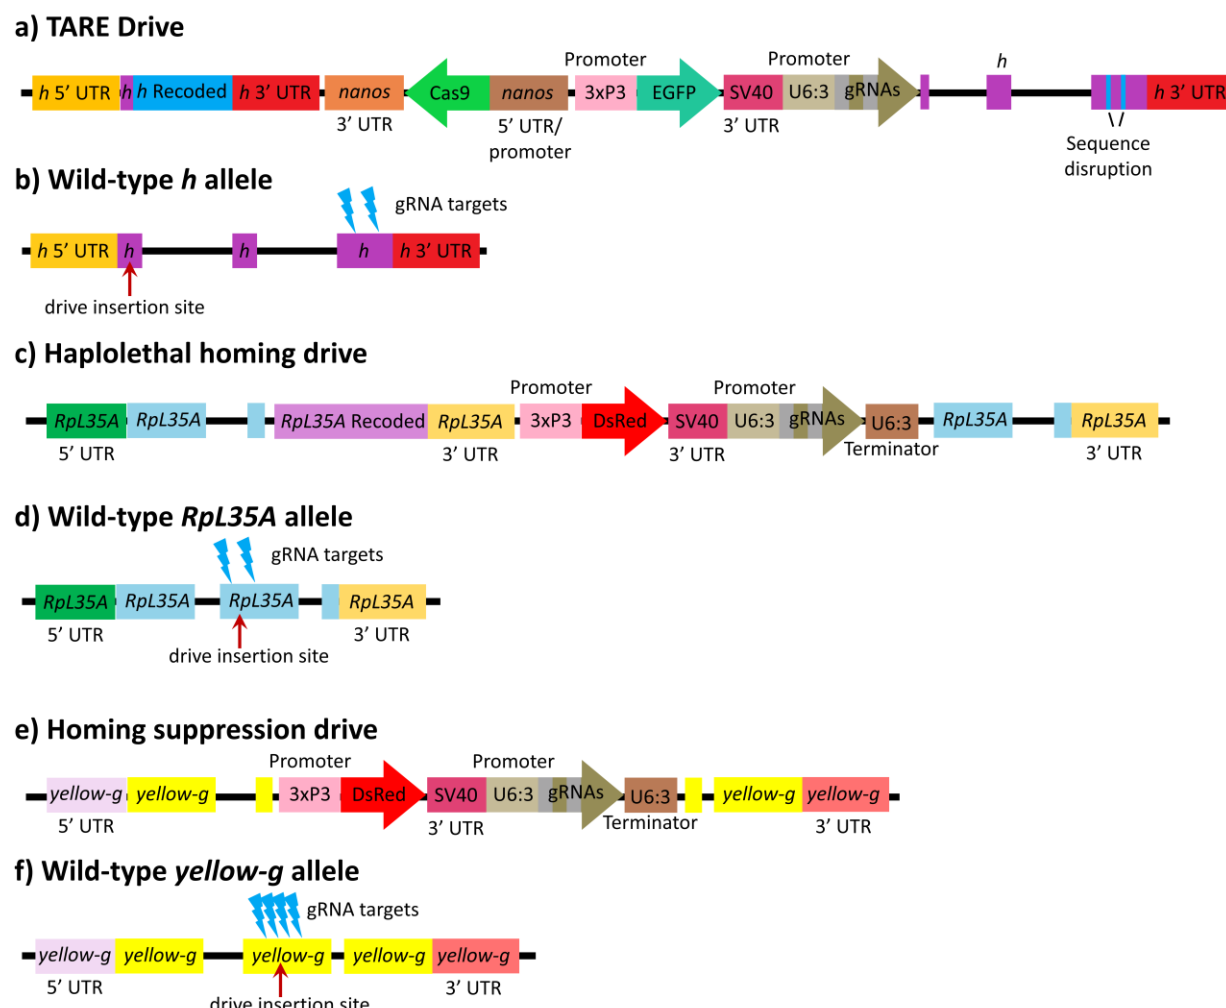 a) TARE Drive
Promoter Promoter h
h 5’ UTR h h Recoded h 3’ UTR nanos Cas9 nanos 3xP3 EGFP SV40 U6:3 gRNAs h 3’ UTR
3’ UTR 5’ UTR/ 3’ UTR
promoter
Sequence
disruption
b) Wild-type h allele
gRNA targets
h 5’ UTR h h h h 3’ UTR
drive insertion site
c) Haplolethal homing drive
Promoter Promoter
RpL35A RpL35A RpL35A Recoded RpL35A 3xP3 DsRed SV40 U6:3 gRNAs U6:3 RpL35A RpL35A
5’ UTR 3’ UTR 3’ UTR Terminator 3’ UTR
d) Wild-type RpL35A allele
gRNA targets
RpL35A RpL35A RpL35A RpL35A
5’ UTR 3’ UTR
drive insertion site
e) Homing suppression drive
Promoter Promoter
yellow-g yellow-g 3xP3 DsRed SV40 U6:3 gRNAs U6:3 yellow-g yellow-g
5’ UTR 3’ UTR Terminator 3’ UTR
f) Wild-type yellow-g allele
gRNA targets
yellow-g yellow-g yellow-g yellow-g yellow-g
5’ UTR 3’ UTR
drive insertion site